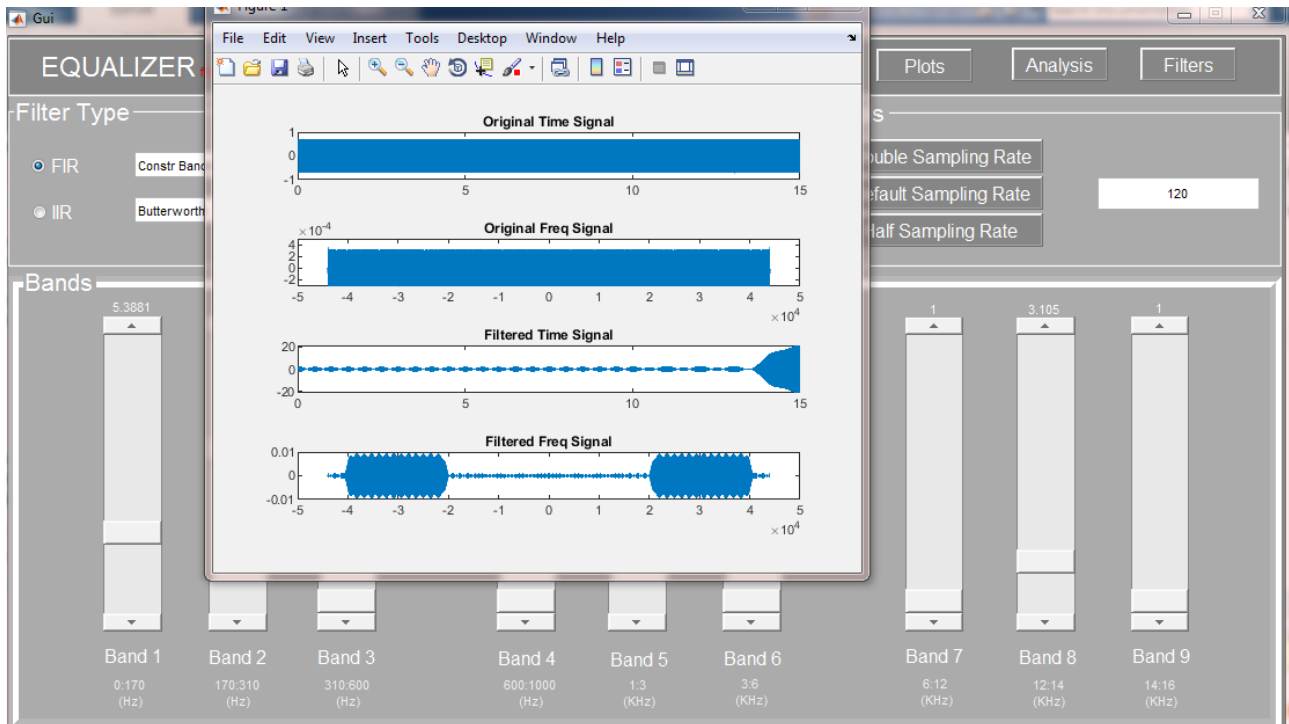 Gui
Figure 1
File Edit View Insert Tools Desktop Window Help
EQUALIZER
Plots Analysis Filters
Filter Type
FIR
Constr Band
IIR
Butterworth
Sampling Rate
Sampling Rate
Half Sampling Rate
120
Original Time Signal
1
0
-1
0 5 10 15
Original Freq Signal
×10-4
4
2
0
-2
-5 -4 -3 -2 -1 0 1 2 3 4 5
×104
Filtered Time Signal
20
0
-20
0 5 10 15
Filtered Freq Signal
0.01
0
-0.01
-5 -4 -3 -2 -1 0 1 2 3 4 5
×104
Bands
5.3881 1 3.105 1
Band 1 Band 2 Band 3 Band 4 Band 5 Band 6 Band 7 Band 8 Band 9
0:170 170:310 310:600 600:1000 1:3 3:6 6:12 12:14 14:16
(Hz) (Hz) (Hz) (Hz) (KHz) (KHz) (KHz) (KHz) (KHz)